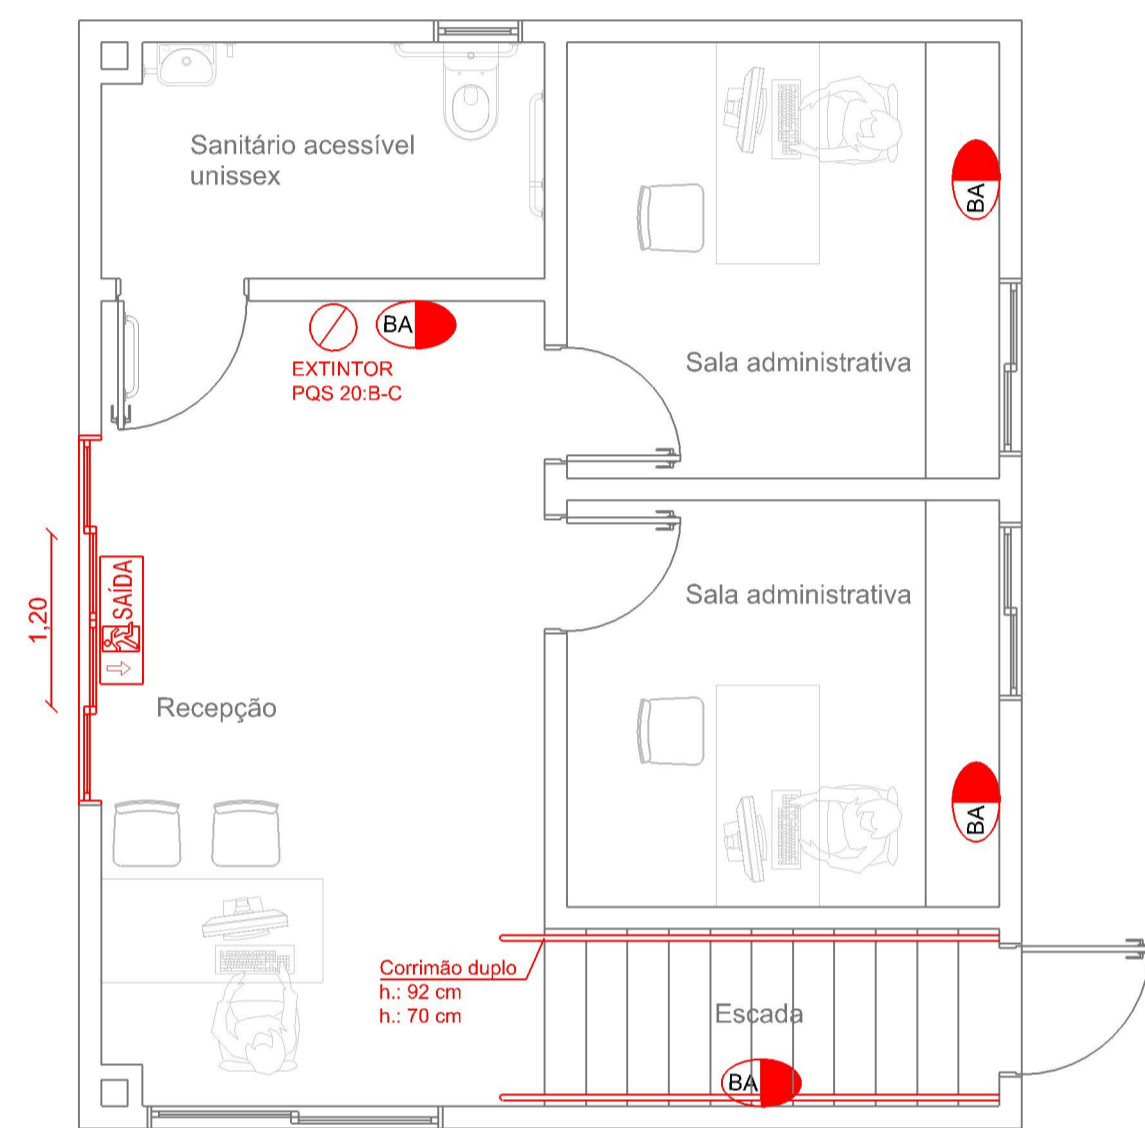 Sanitário acessível
unissex
BA
BA
EXTINTOR
PQS 20:B-C
Sala administrativa
1,20
SAÍDA
Sala administrativa
Recepção
BA
Corrimão duplo
h.: 92 cm
h.: 70 cm
Escada
BA